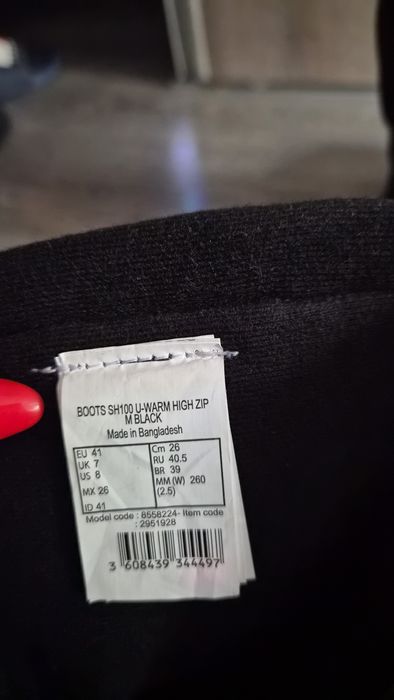 BOOTS SH100 U-WARM HIGH ZIP
M BLACK
Made in Bangladesh
EU 41
UK 7
US 8
MX 26
ID 41
Cm 26
RU 40.5
BR 39
MM (W) 260
(2.5)
Model code : 8558224- Item code
: 2951928
3 608439 344497